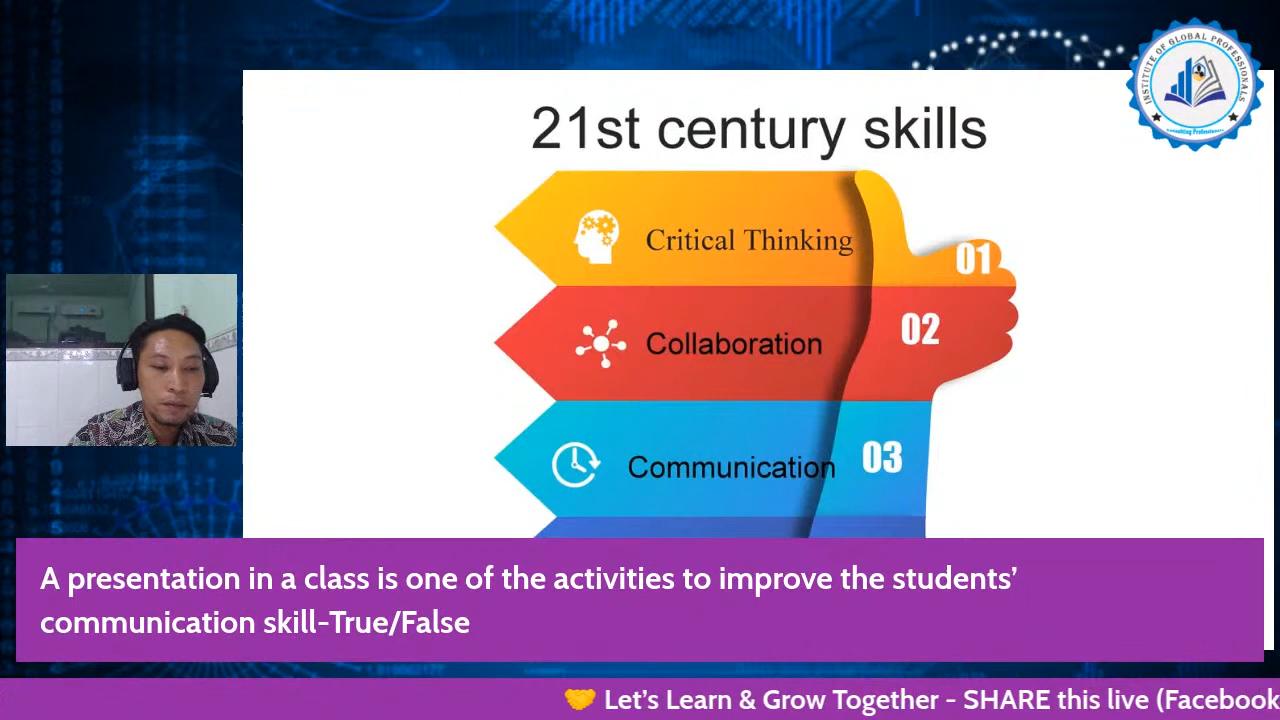 INSTITUTE OF GLOBAL PROFESSIONALS
Consulting Professionals
21st century skills
Critical Thinking
01
Collaboration
02
Communication
03
A presentation in a class is one of the activities to improve the students’
communication skill-True/False
🤝 Let’s Learn & Grow Together - SHARE this live (Facebook